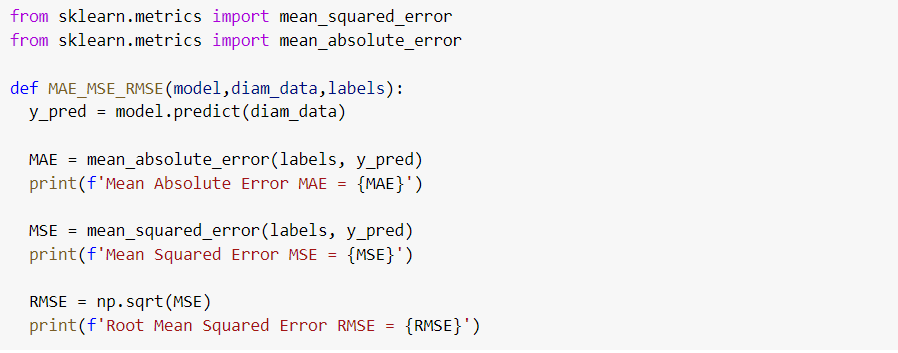 from sklearn.metrics import mean_squared_error
from sklearn.metrics import mean_absolute_error
def MAE_MSE_RMSE(model,diam_data,labels):
y_pred = model.predict(diam_data)
MAE = mean_absolute_error(labels, y_pred)
print(f'Mean Absolute Error MAE = {MAE}')
MSE = mean_squared_error(labels, y_pred)
print(f'Mean Squared Error MSE = {MSE}')
RMSE = np.sqrt(MSE)
print(f'Root Mean Squared Error RMSE = {RMSE}')